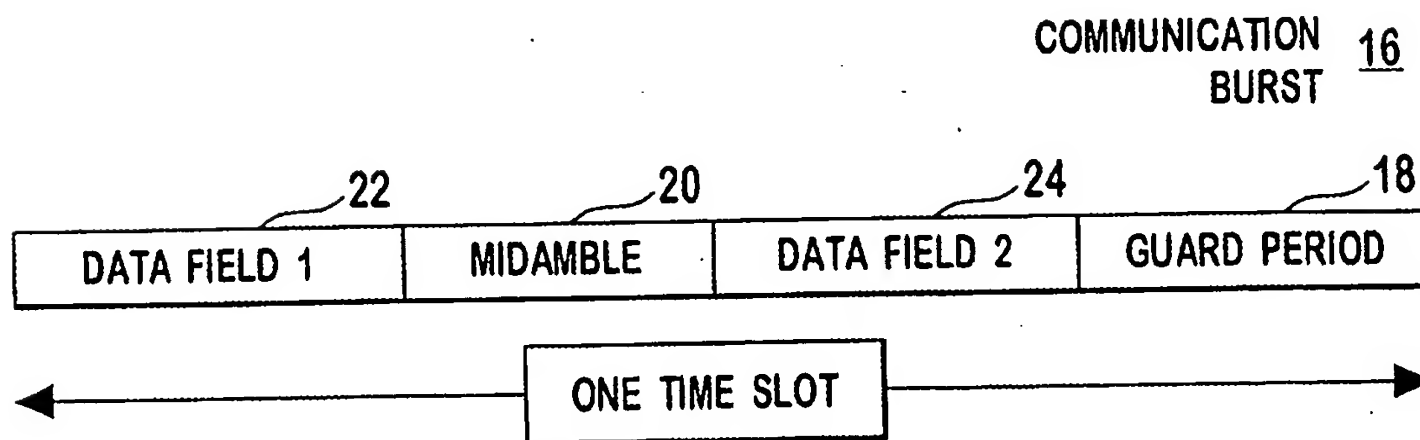 COMMUNICATION 16
BURST
22 20 24 18
DATA FIELD 1 MIDAMBLE DATA FIELD 2 GUARD PERIOD
ONE TIME SLOT